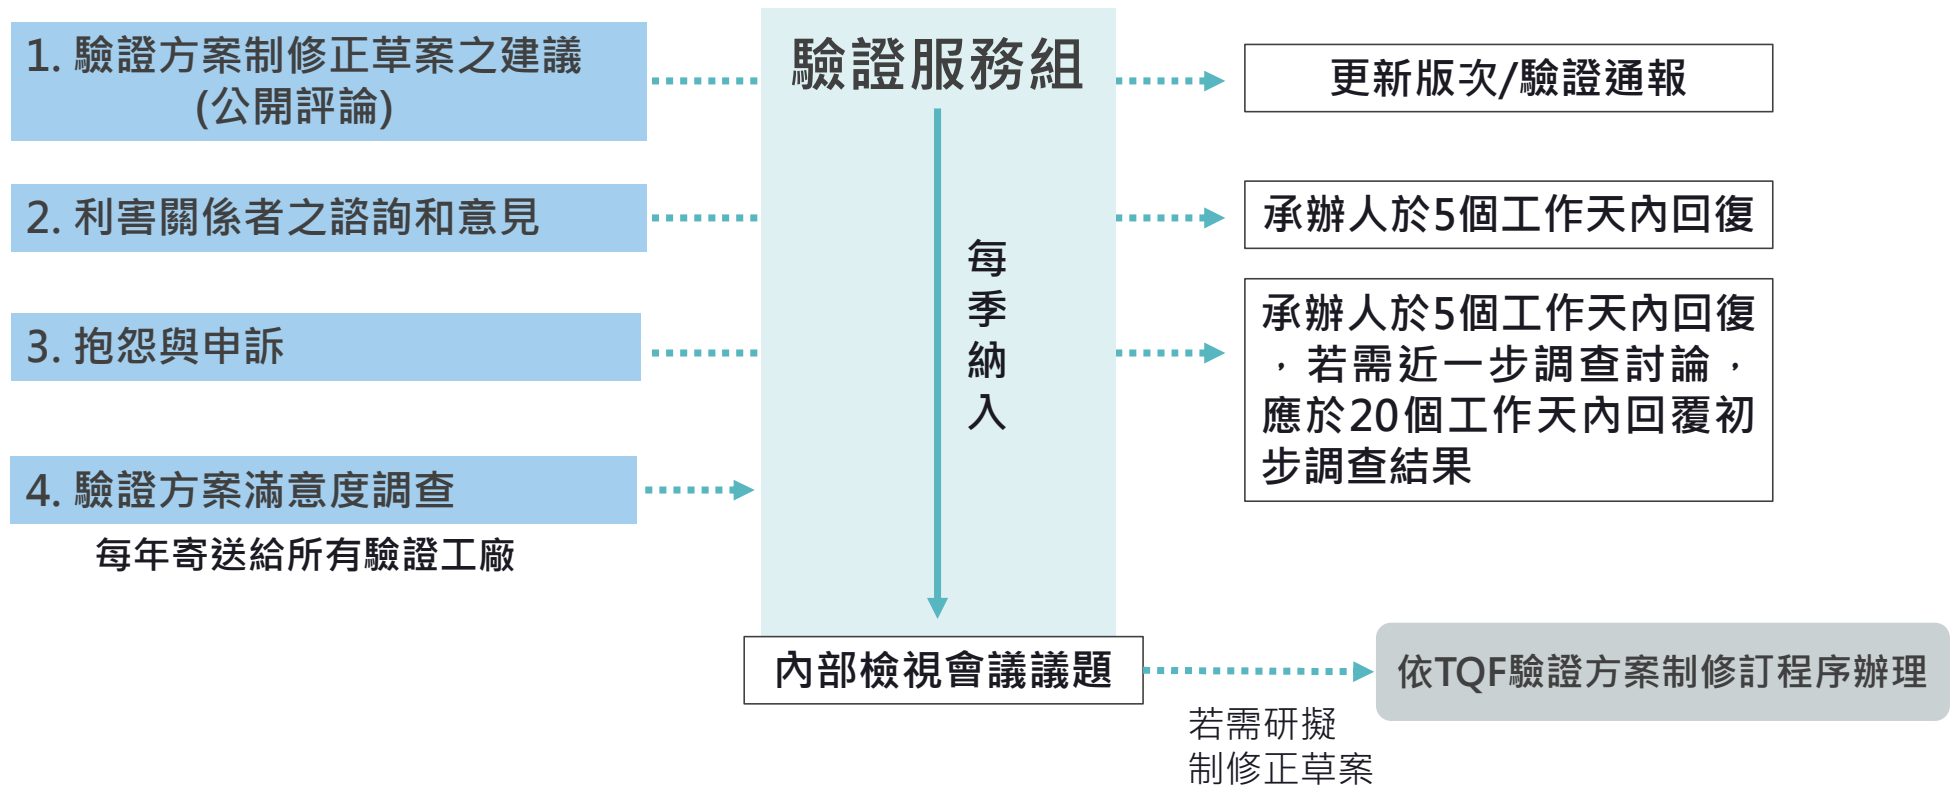 1. 驗證方案制修正草案之建議
(公開評論)
驗證服務組
更新版次/驗證通報
2. 利害關係者之諮詢和意見
承辦人於5個工作天內回復
3. 抱怨與申訴
每
季
納
入
承辦人於5個工作天內回復
，若需近一步調查討論，
應於20個工作天內回覆初
步調查結果
4. 驗證方案滿意度調查
每年寄送給所有驗證工廠
內部檢視會議議題
依TQF驗證方案制修訂程序辦理
若需研擬
制修正草案